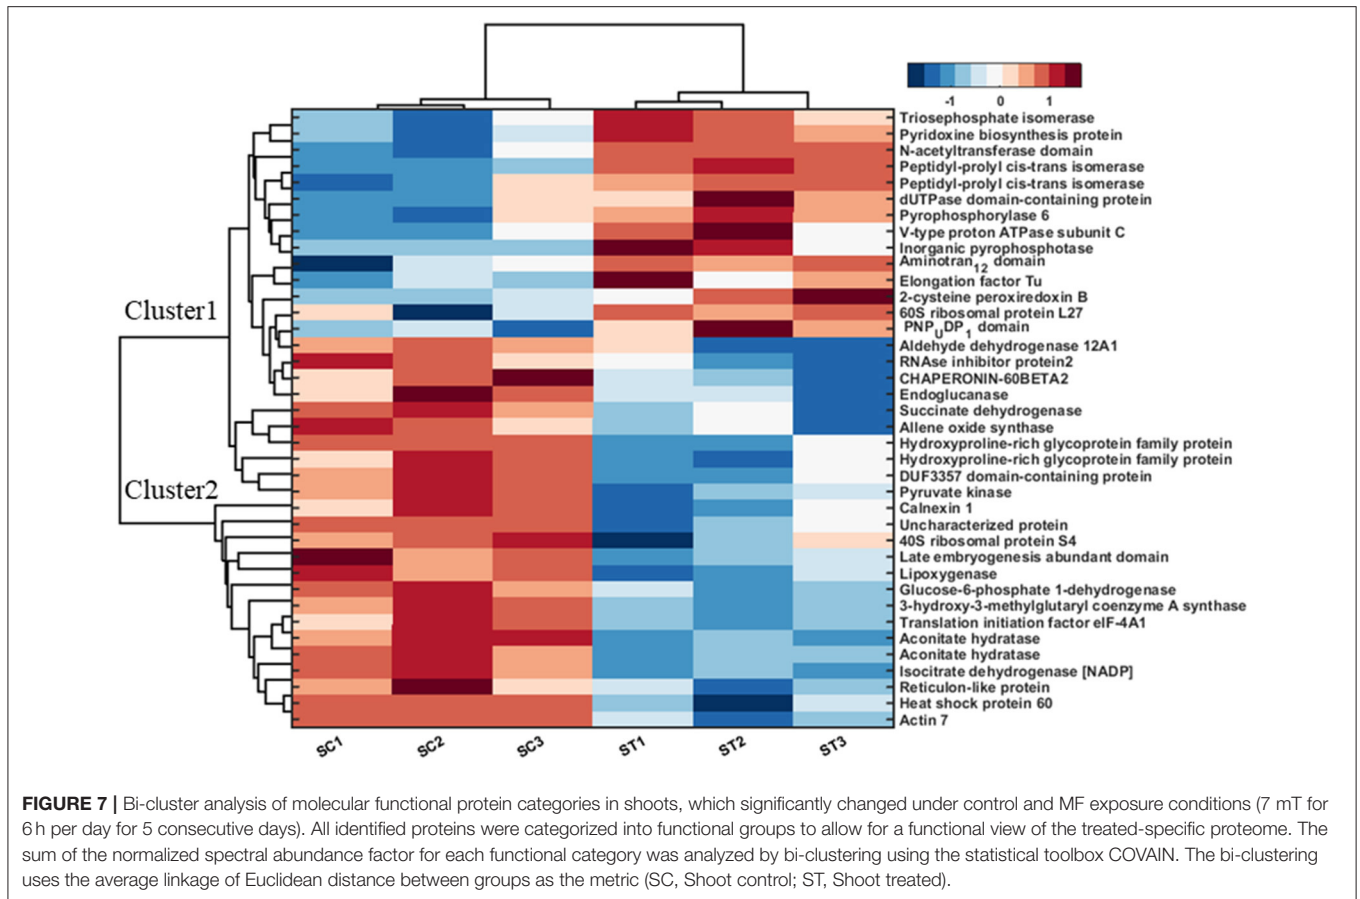 -1 0 1
Triosephosphate isomerase
Pyridoxine biosynthesis protein
N-acetyltransferase domain
Peptidyl-prolyl cis-trans isomerase
Peptidyl-prolyl cis-trans isomerase
dUTPase domain-containing protein
Pyrophosphorylase 6
V-type proton ATPase subunit C
Inorganic pyrophosphotase
Aminotran12 domain
Elongation factor Tu
2-cysteine peroxiredoxin B
60S ribosomal protein L27
PNPUDP1 domain
Aldehyde dehydrogenase 12A1
RNAse inhibitor protein2
CHAPERONIN-60BETA2
Endoglucanase
Succinate dehydrogenase
Allene oxide synthase
Hydroxyproline-rich glycoprotein family protein
Hydroxyproline-rich glycoprotein family protein
DUF3357 domain-containing protein
Pyruvate kinase
Calnexin 1
Uncharacterized protein
40S ribosomal protein S4
Late embryogenesis abundant domain
Lipoxygenase
Glucose-6-phosphate 1-dehydrogenase
3-hydroxy-3-methylglutaryl coenzyme A synthase
Translation initiation factor eIF-4A1
Aconitate hydratase
Aconitate hydratase
Isocitrate dehydrogenase [NADP]
Reticulon-like protein
Heat shock protein 60
Actin 7
Cluster1
Cluster2
SC1 SC2 SC3 ST1 ST2 ST3
FIGURE 7 | Bi-cluster analysis of molecular functional protein categories in shoots, which significantly changed under control and MF exposure conditions (7 mT for
6 h per day for 5 consecutive days). All identified proteins were categorized into functional groups to allow for a functional view of the treated-specific proteome. The
sum of the normalized spectral abundance factor for each functional category was analyzed by bi-clustering using the statistical toolbox COVAIN. The bi-clustering
uses the average linkage of Euclidean distance between groups as the metric (SC, Shoot control; ST, Shoot treated).